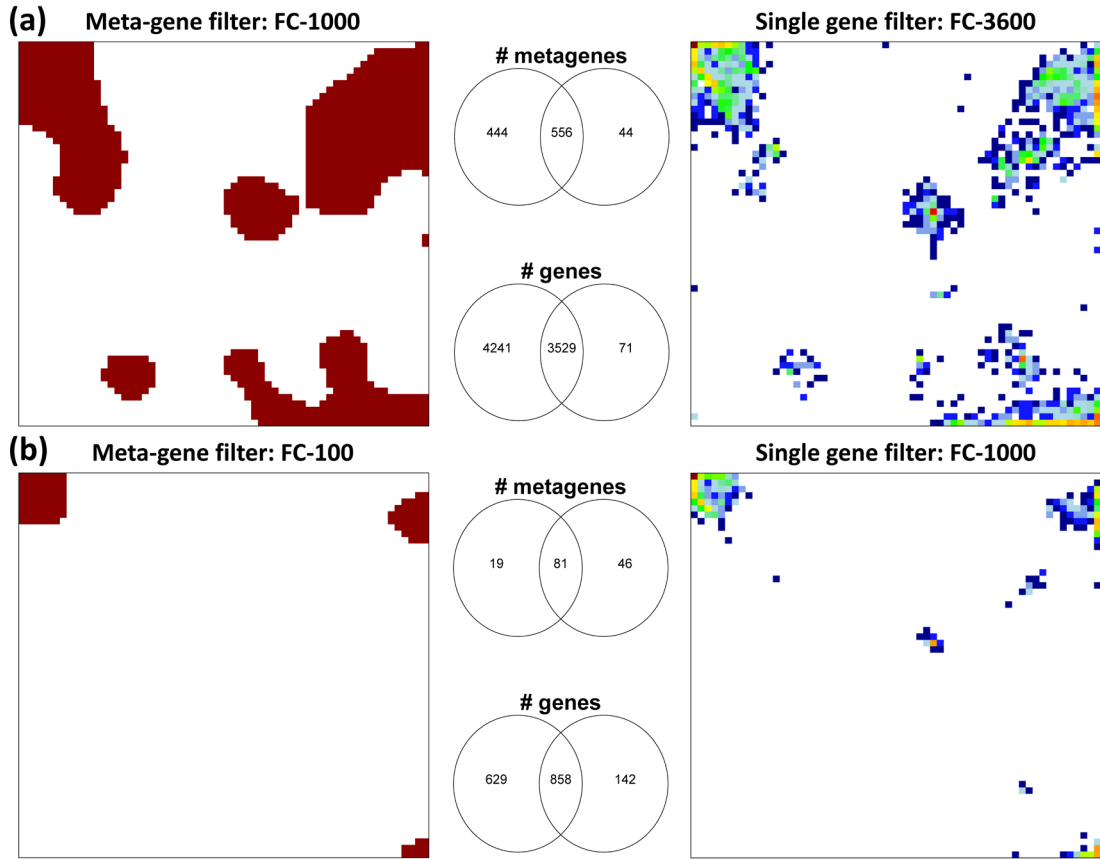 (a)
Meta-gene filter: FC-1000
Single gene filter: FC-3600
# metagenes
444 556 44
# genes
4241 3529 71
(b)
Meta-gene filter: FC-100
Single gene filter: FC-1000
# metagenes
19 81 46
# genes
629 858 142